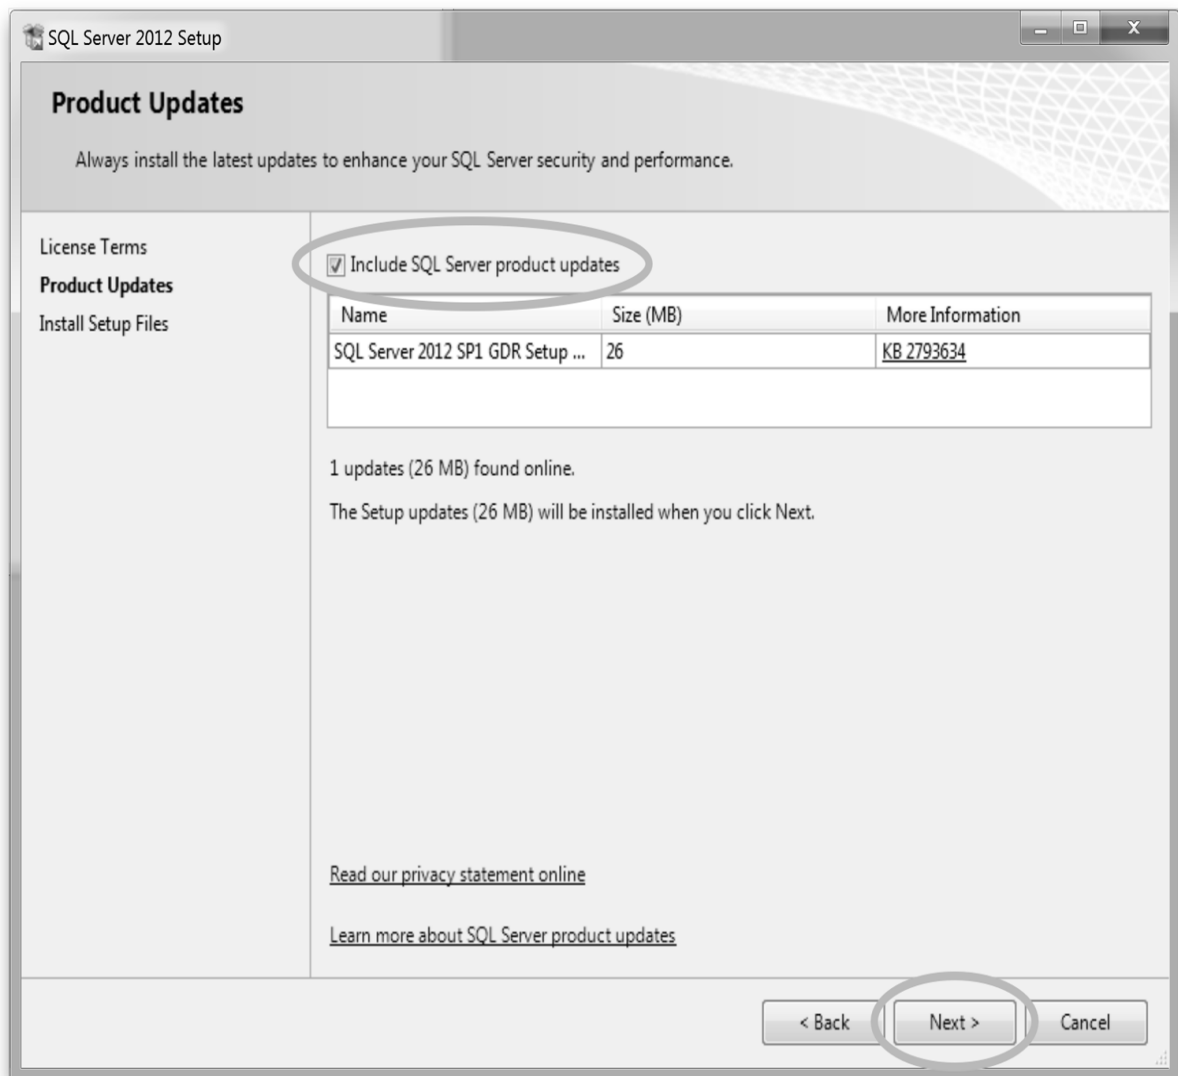 SQL Server 2012 Setup
Product Updates
Always install the latest updates to enhance your SQL Server security and performance.
License Terms
Product Updates
Install Setup Files
Include SQL Server product updates
Name Size (MB) More Information
SQL Server 2012 SP1 GDR Setup ... 26 KB 2793634
1 updates (26 MB) found online.
The Setup updates (26 MB) will be installed when you click Next.
Read our privacy statement online
Learn more about SQL Server product updates
< Back Next > Cancel